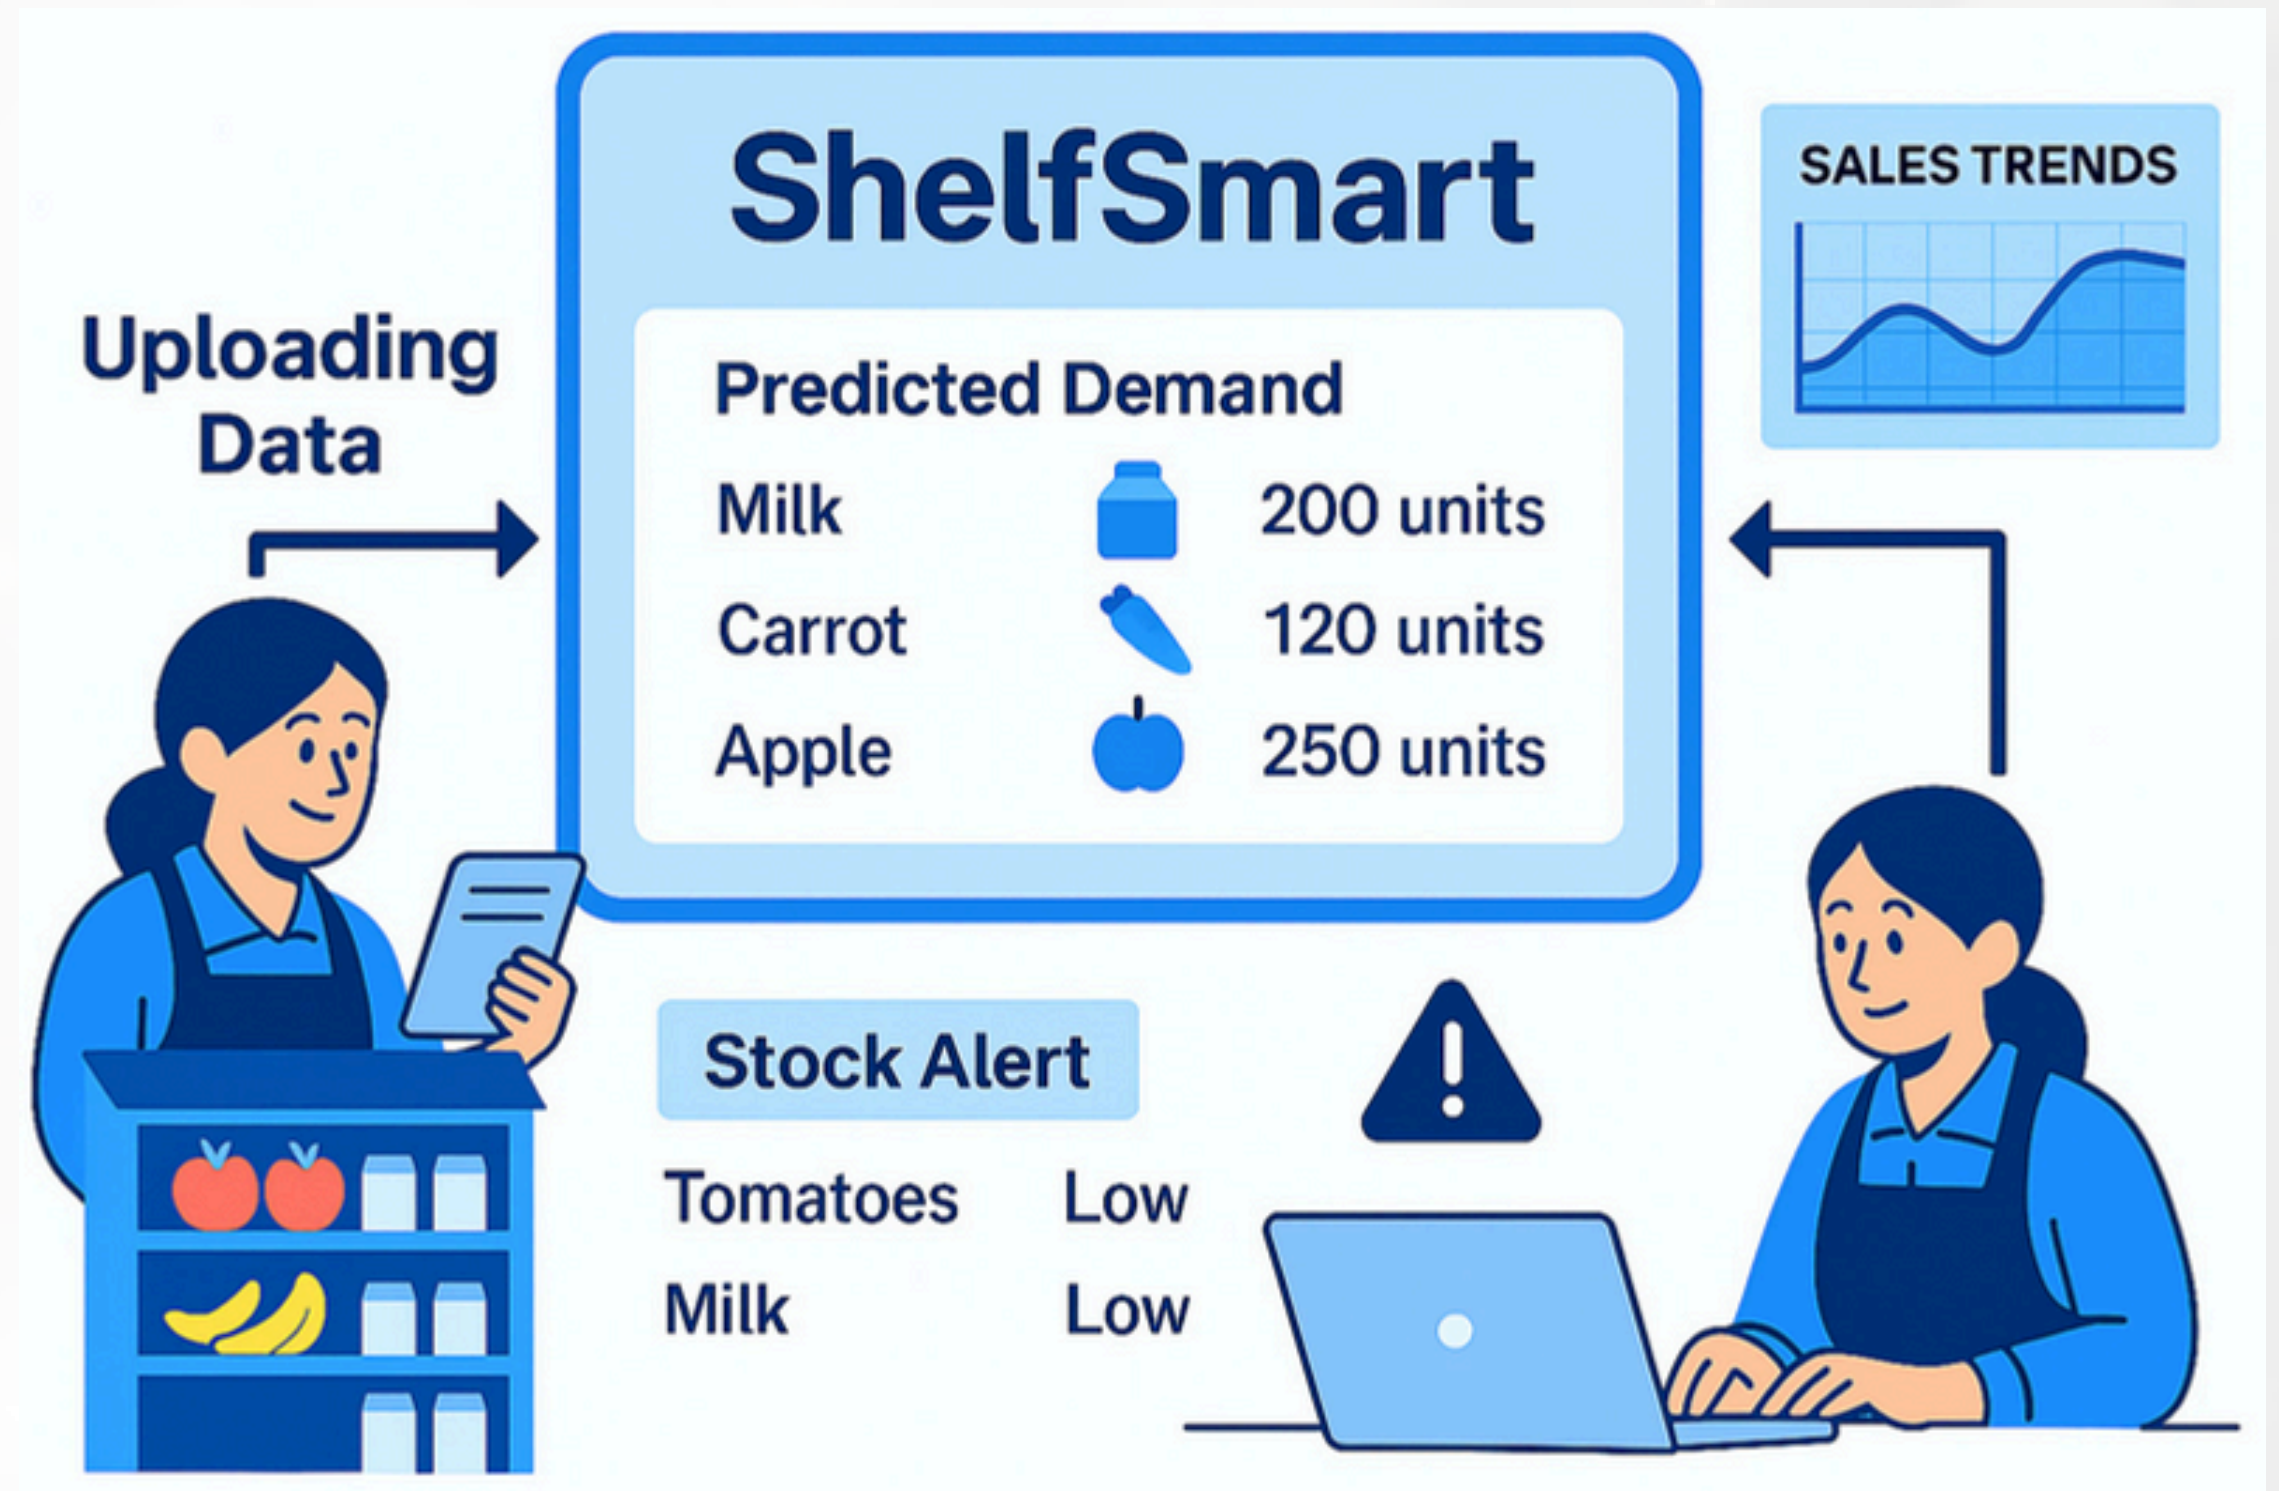 ShelfSmart
SALES TRENDS
Uploading
Data
Predicted Demand
Milk 200 units
Carrot 120 units
Apple 250 units
Stock Alert
Tomatoes Low
Milk Low